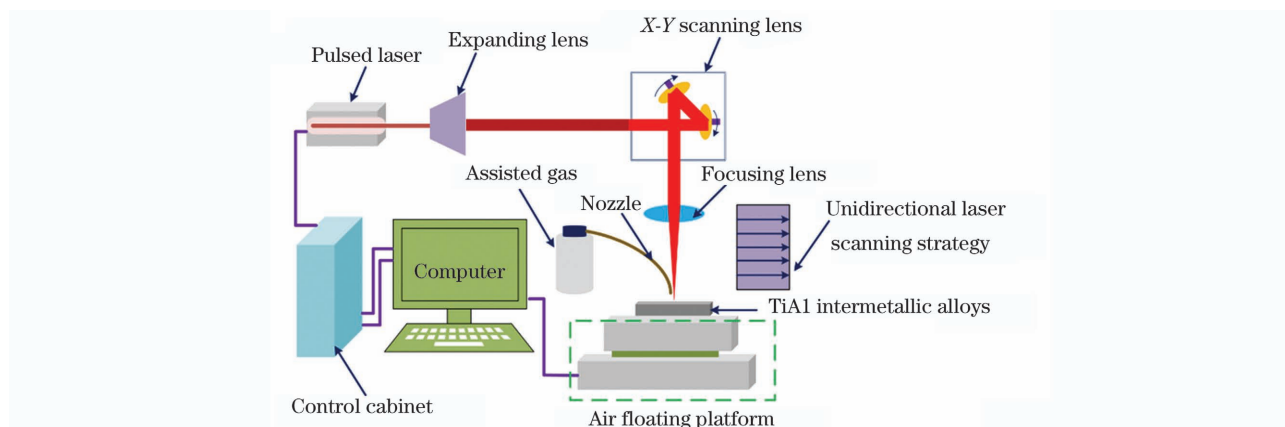 X-Y scanning lens
Expanding lens
Pulsed laser
Assisted gas
Nozzle
Focusing lens
Unidirectional laser
scanning strategy
Computer
TiA1 intermetallic alloys
Control cabinet
Air floating platform